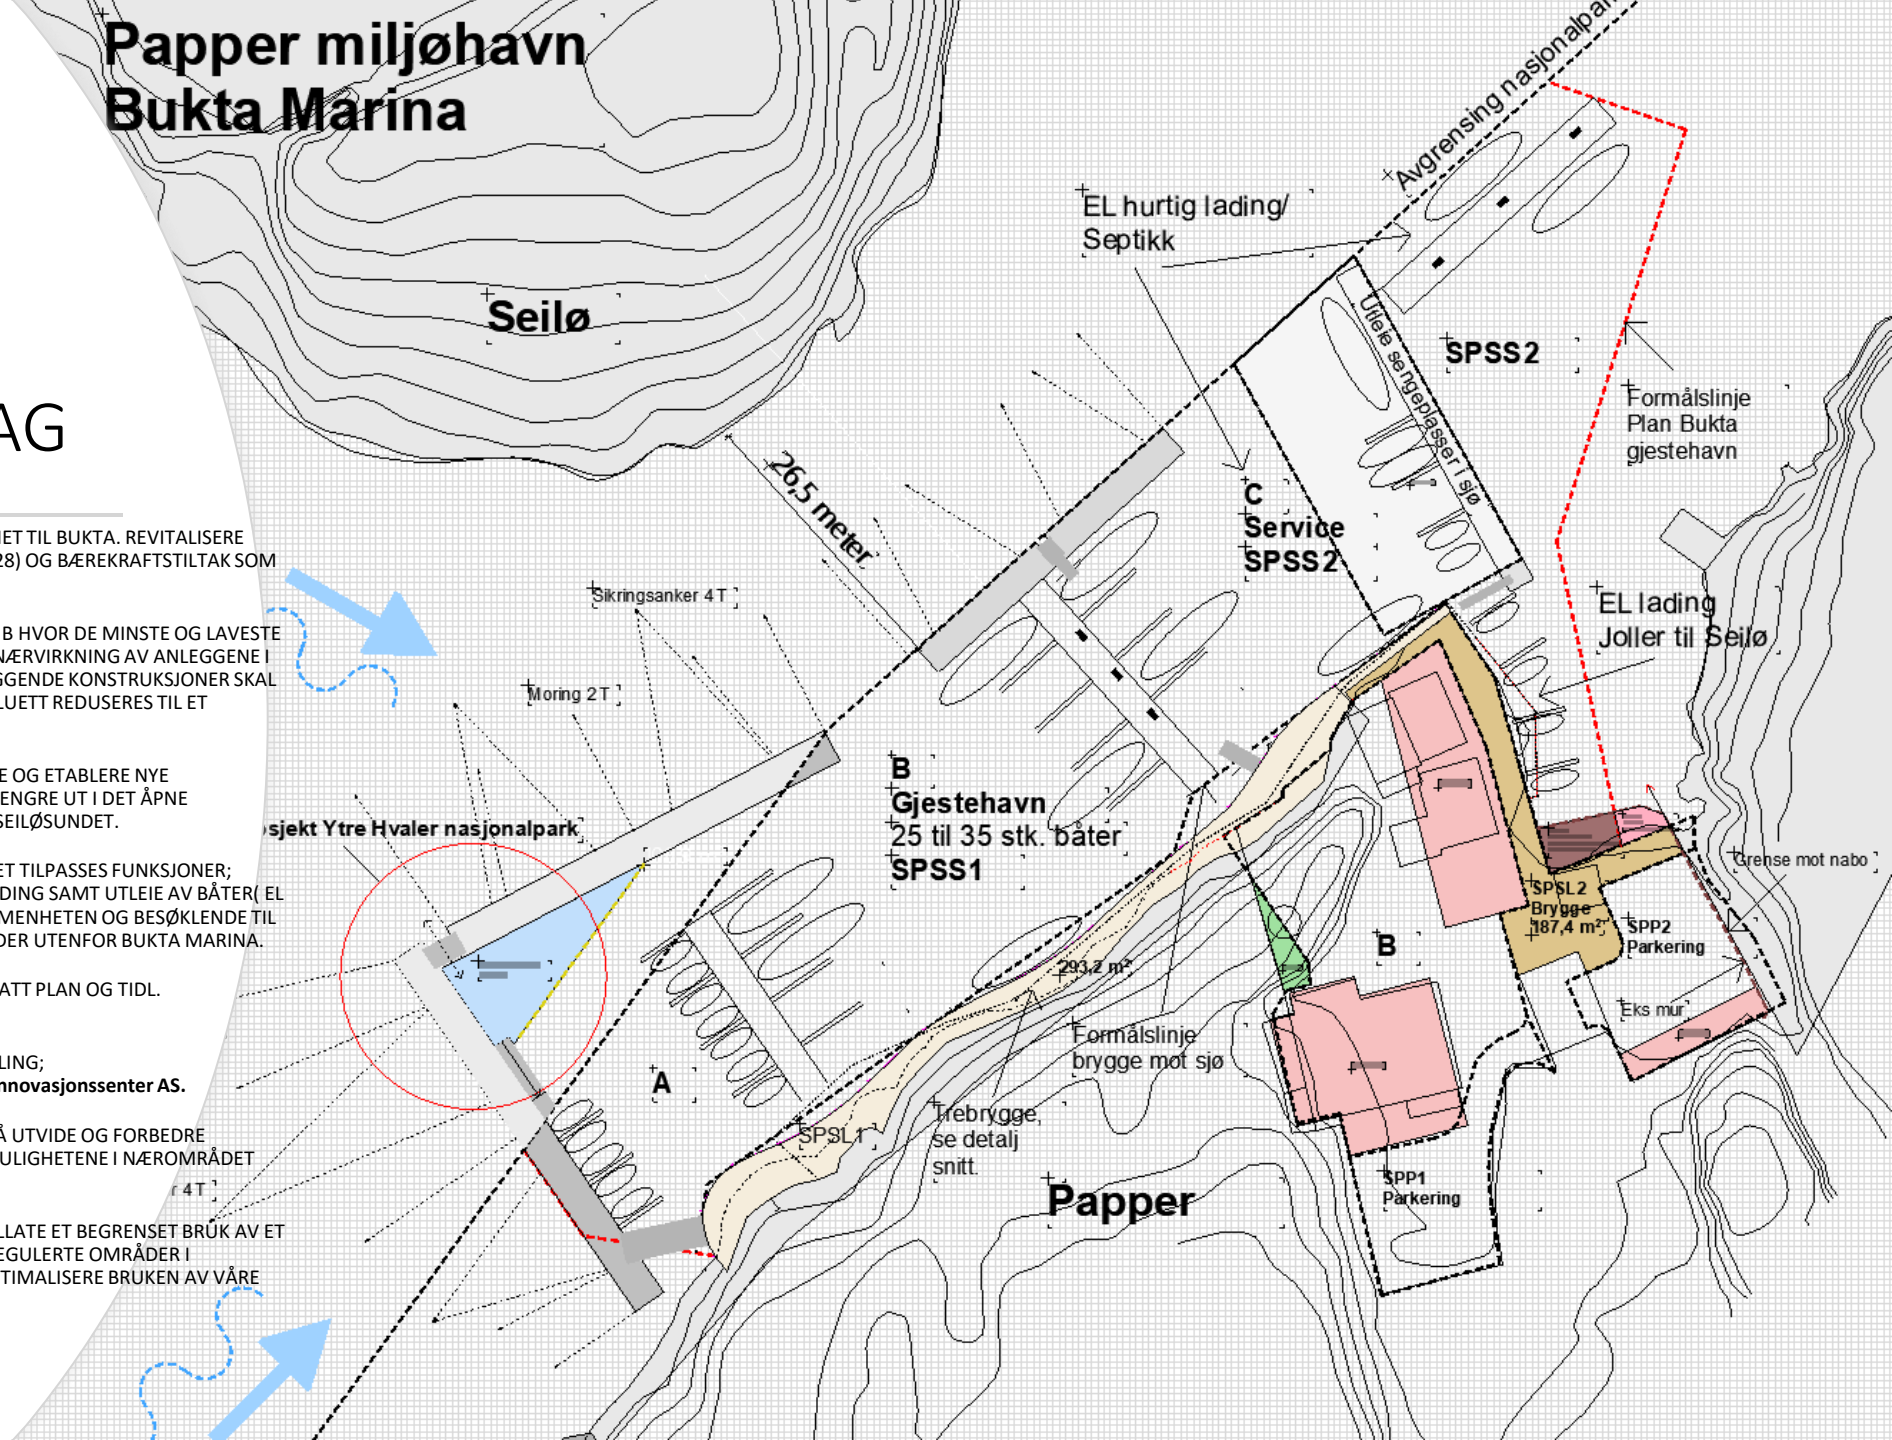 Papper miljøhavn
Bukta Marina
AG
ET TIL BUKTA. REVITALISERE
28) OG BÆREKRAFTSTILTAK SOM
B HVOR DE MINSTE OG LAVESTE
NÆRVIRKNING AV ANLEGGENE I
GGENDE KONSTRUKSJONER SKAL
LUETT REDUSERES TIL ET
E OG ETABLERE NYE
ENGRE UT I DET ÅPNE
SEILØSUNDET.
ET TILPASSES FUNKSJONER;
DING SAMT UTLEIE AV BÅTER( EL
MENHETEN OG BESØKLENDE TIL
DER UTENFOR BUKTA MARINA.
ATT PLAN OG TIDL.
LING;
nnovasjonssenter AS.
Å UTVIDE OG FORBEDRE
ULIGHETENE I NÆROMRÅDET
LLATE ET BEGRENSET BRUK AV ET
EGULERTE OMRÅDER I
TIMALISERE BRUKEN AV VÅRE
Seilø
26,5 meter
Sikringsanker 4T
Moring 2T
sjekt Ytre Hvaler nasjonalpark
r 4T
EL hurtig lading/
Septikk
Avgrensing nasjonalpar
Utleie sengeplasser i sjø
SPSS2
Formålslinje
Plan Bukta
gjestehavn
C
Service
SPSS2
EL lading
Joller til Seilø
B
Gjestehavn
25 til 35 stk. båter
SPSS1
Grense mot nabo
SPSL2
Brygge
187,4 m²
SPP2
Parkering
B
Eks mur
293,2 m²
Formålslinje
brygge mot sjø
A
SPSL1
Trebrygge,
se detalj
snitt.
Papper
SPP1
Parkering